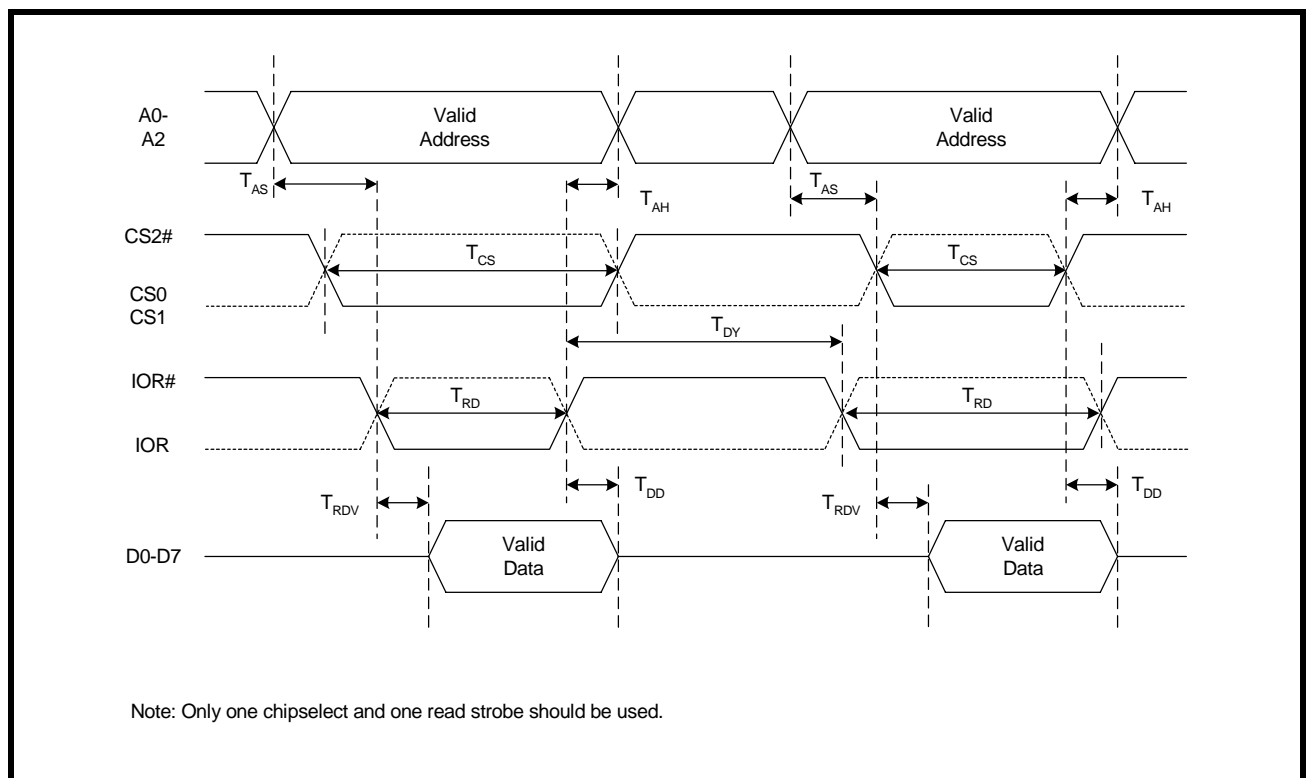 A0-
A2
Valid
Address
Valid
Address
TAS
TAH
TAS
TAH
CS2#
TCS
TCS
CS0
CS1
TDY
IOR#
TRD
TRD
IOR
TRDV
TDD
TRDV
TDD
D0-D7
Valid
Data
Valid
Data
Note: Only one chipselect and one read strobe should be used.